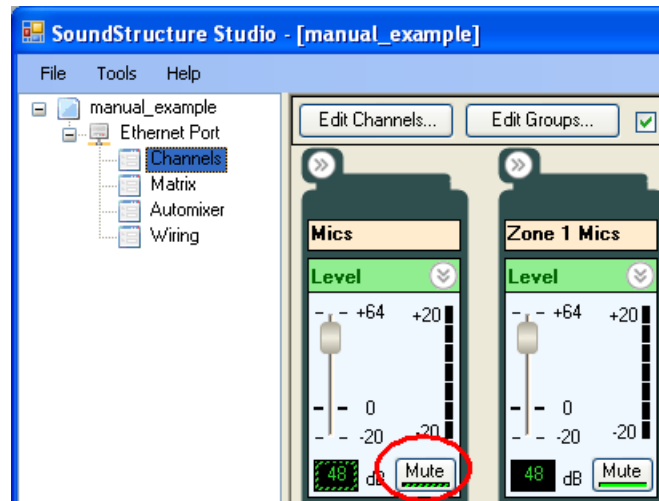 SoundStructure Studio - [manual_example]
File Tools Help
manual_example
Ethernet Port
Channels
Matrix
Automixer
Wiring
Edit Channels... Edit Groups...
Mics
Level
+64 +20
0
-20 -20
48 dB Mute
Zone 1 Mics
Level
+64 +20
0
-20 -20
48 dB Mute